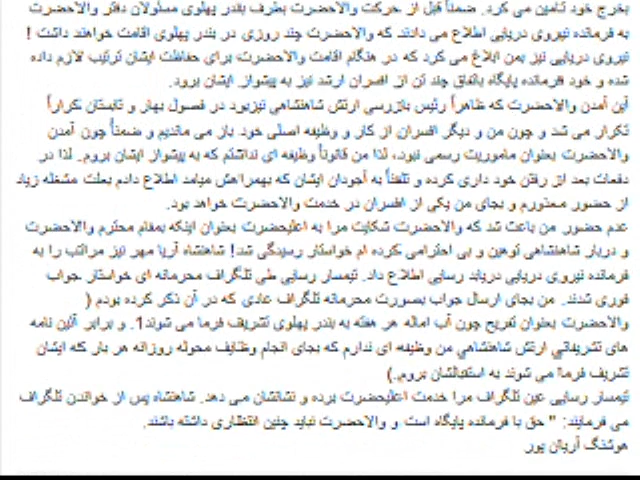 بخرج خود تامین می کرد. ضمناً قبل از حرکت والاحضرت بطرف بندر پهلوی مسئولان دفتر والاحضرت
به فرمانده نیروی دریایی اطلاع می دادند که والاحضرت چند روزی در بندر پهلوی اقامت خواهند داشت !
نیروی دریایی نیز بمن ابلاغ می کرد که در هنگام اقامت والاحضرت برای حفاظت ایشان ترتیب لازم داده
شده و خود فرمانده پایگاه باتفاق چند تن از افسران ارشد نیز به پیشواز ایشان برود.
این آمدن والاحضرت که ظاهراً رئیس بازرسی ارتش شاهنشاهی نیزبود در فصول بهار و تابستان کراراً
تکرار می شد و چون من و دیگر افسران از کار و وظیفه اصلی خود باز می ماندیم و ضمناً چون آمدن
والاحضرت بعنوان ماموریت رسمی نبود، لذا من قانوناً وظیفه ای نداشتم که به پیشواز ایشان بروم. لذا در
دفعات بعد از رفتن خود داری کرده و تلفناً به آجودان ایشان که بهمراهش میامد اطلاع دادم بعلت مشغله زیاد
از حضور معذورم و بجای من یکی از افسران در خدمت والاحضرت خواهد بود.
عدم حضور من باعث شد که والاحضرت شکایت مرا به اعلیحضرت بعنوان اینکه بمقام محترم والاحضرت
و دربار شاهنشاهی توهین و بی احترامی کرده ام خواستار رسیدگی شد! شاهنشاه آریا مهر نیز مراتب را به
فرمانده نیروی دریایی دریابد رسایی اطلاع داد. تیمسار رسایی طی تلگراف محرمانه ای خواستار جواب
فوری شدند. من بجای ارسال جواب بصورت محرمانه تلگراف عادی که در آن ذکر کرده بودم (
والاحضرت بعنوان تفریح چون آب اماله هر هفته به بندر پهلوی تشریف فرما می شوند1. و برابر آئین نامه
های تشریفاتی ارتش شاهنشاهی من وظیفه ای ندارم که بجای انجام وظایف محوله روزانه هر بار که ایشان
تشریف فرما می شوند به استقبالشان بروم.)
تیمسار رسایی عین تلگراف مرا خدمت اعلیحضرت برده و نشانشان می دهد. شاهنشاه پس از خواندن تلگراف
می فرمایند: " حق با فرمانده پایگاه است و والاحضرت نباید چنین انتظاری داشته باشند.
هوشنگ آریان پور